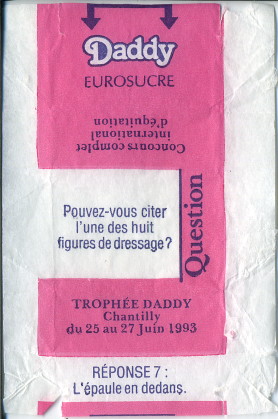 Daddy
EUROSUCRE
Concours complet
international
d'équitation
Pouvez-vous citer
l'une des huit
figures de dressage?
Question
TROPHÉE DADDY
Chantilly
du 25 au 27 Juin 1993
RÉPONSE 7 :
L'épaule en dedans.